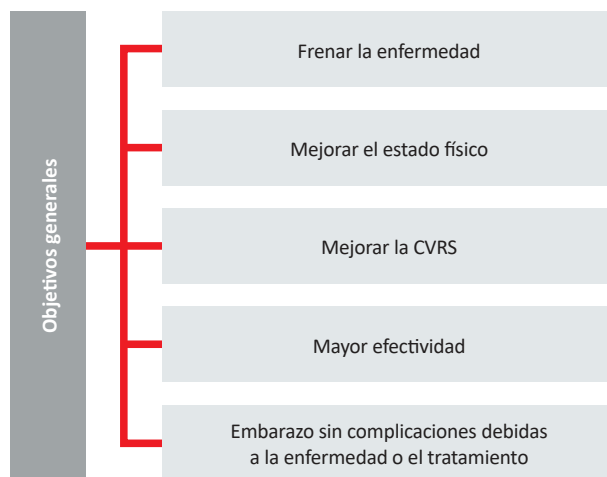 Objetivos generales
Frenar la enfermedad
Mejorar el estado físico
Mejorar la CVRS
Mayor efectividad
Embarazo sin complicaciones debidas
a la enfermedad o el tratamiento